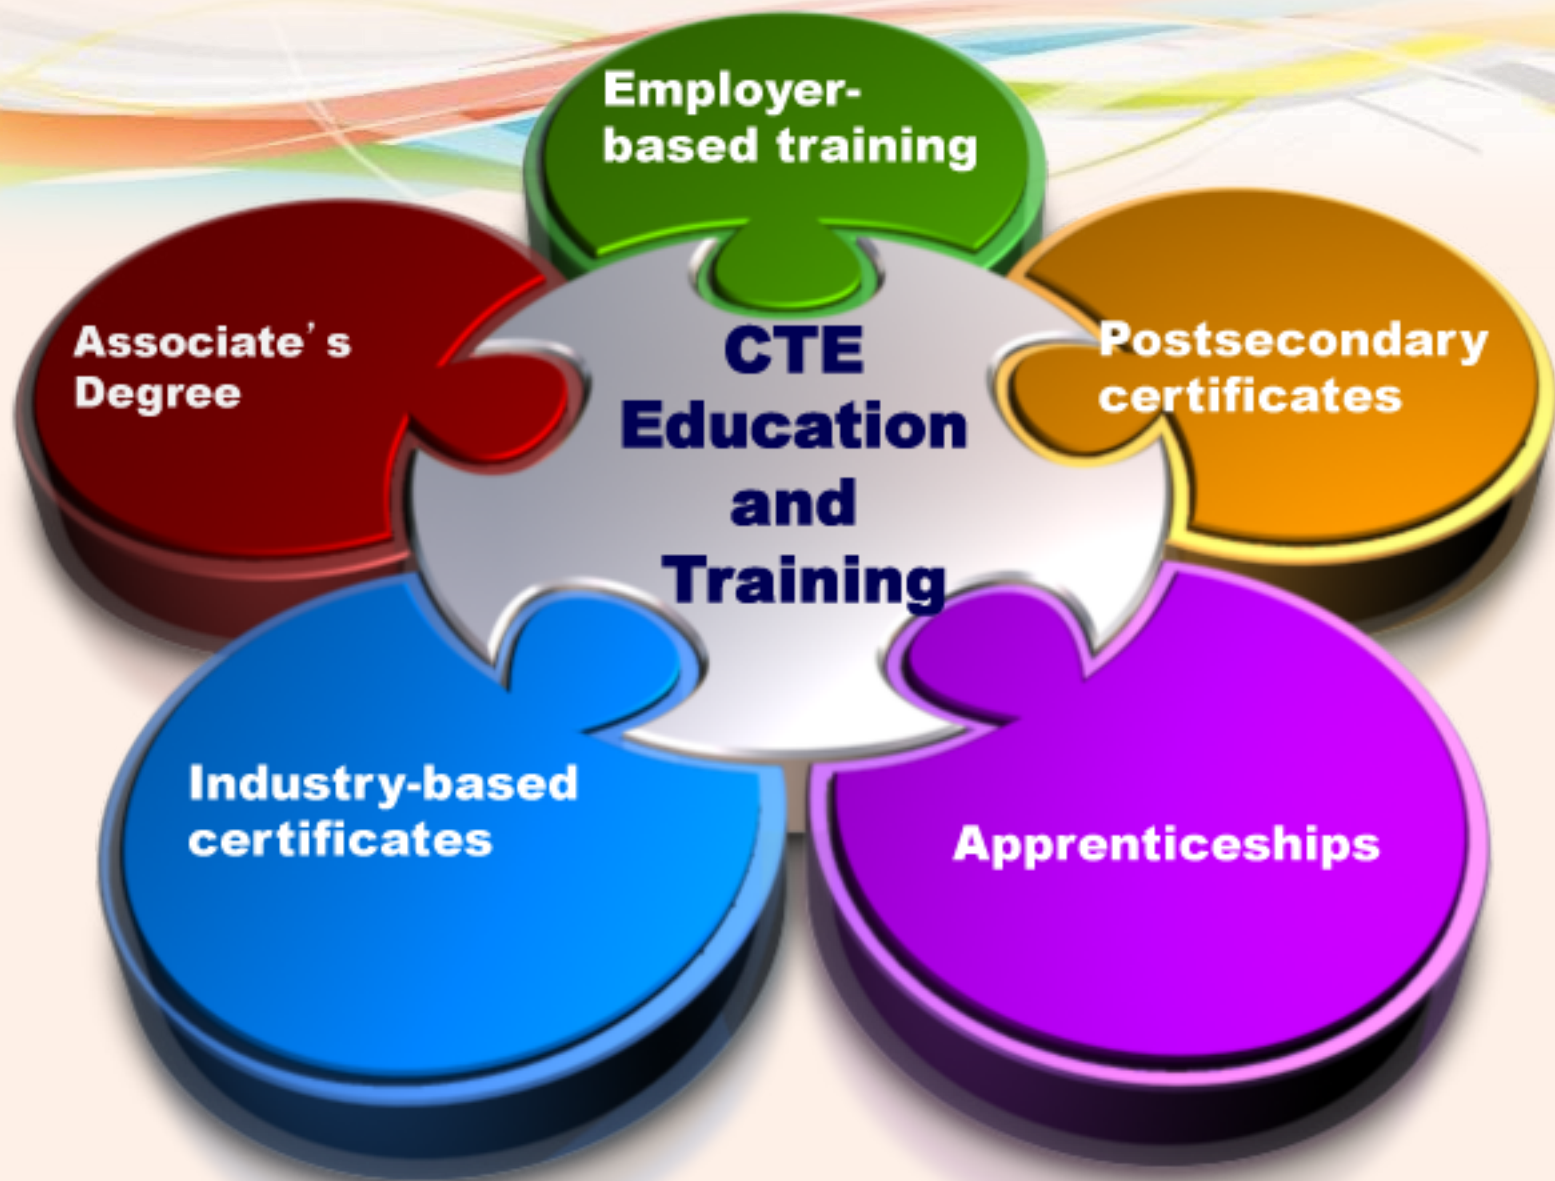 Employer-
based training
Associate's
Degree
CTE
Education
and
Training
Postsecondary
certificates
Industry-based
certificates
Apprenticeships